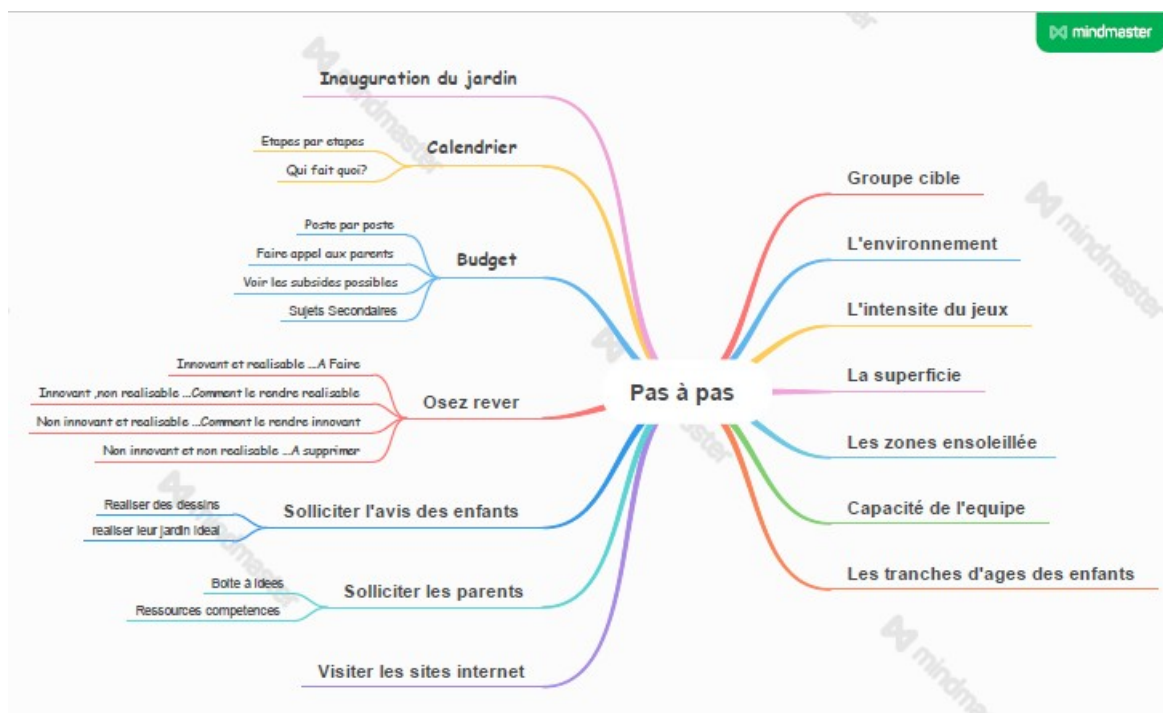 mindmaster
Inauguration du jardin
Calendrier
Etapes par etapes
Qui fait quoi?
Budget
Poste par poste
Faire appel aux parents
Voir les subsides possibles
Sujets Secondaires
Osez rever
Innovant et realisable ...A Faire
Innovant ,non realisable ...Comment le rendre realisable
Non innovant et realisable ...Comment le rendre innovant
Non innovant et non realisable ...A supprimer
Solliciter l'avis des enfants
Realiser des dessins
realiser leur jardin ideal
Solliciter les parents
Boite à idees
Ressources competences
Visiter les sites internet
Pas à pas
Groupe cible
L'environnement
L'intensite du jeux
La superficie
Les zones ensoleillée
Capacité de l'equipe
Les tranches d'ages des enfants
mindmaster
mindmaster
mindmaster
mindmaster
mindmaster